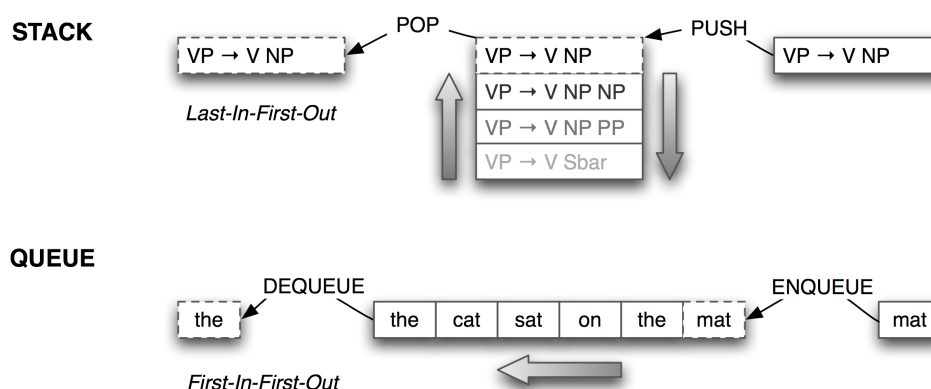 STACK
POP
PUSH
VP → V NP
VP → V NP
VP → V NP
VP → V NP NP
VP → V NP PP
VP → V Sbar
Last-In-First-Out
QUEUE
DEQUEUE
ENQUEUE
the
the cat sat on the mat
mat
First-In-First-Out